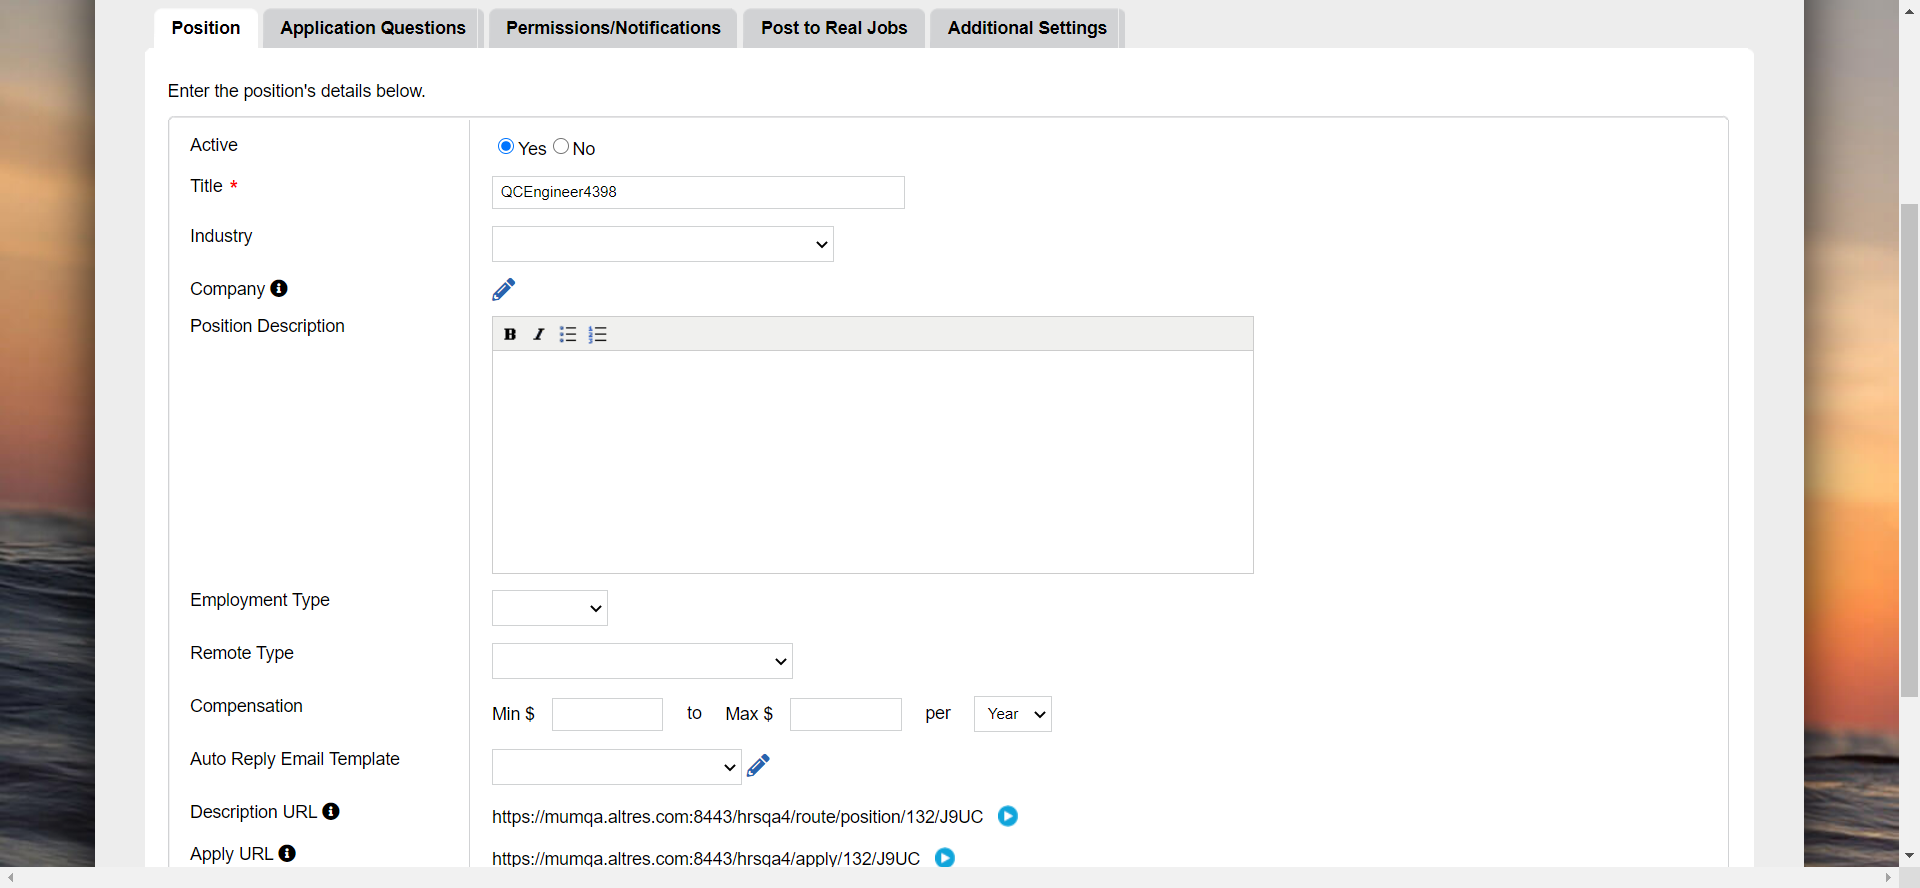 Position Application Questions Permissions/Notifications Post to Real Jobs Additional Settings
Enter the position's details below.
Active Yes No
Title * QCEngineer4398
Industry
Company
Position Description
B I
Employment Type
Remote Type
Compensation Min $ to Max $ per Year
Auto Reply Email Template
Description URL https://mumqa.altres.com:8443/hrsqa4/route/position/132/J9UC
Apply URL https://mumqa.altres.com:8443/hrsqa4/apply/132/J9UC